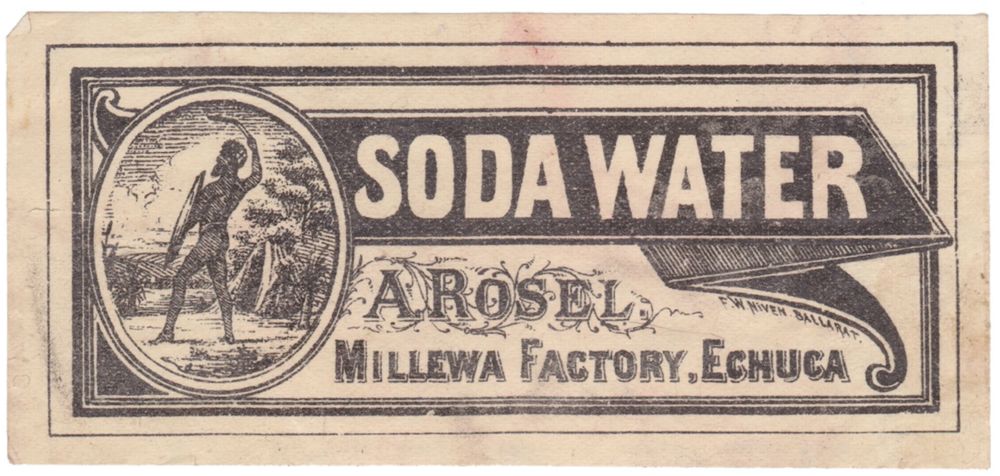 SODA WATER
A. ROSEL.
MILLEWA FACTORY, ECHUCA
F. W. NIVEN. BALLARAT.